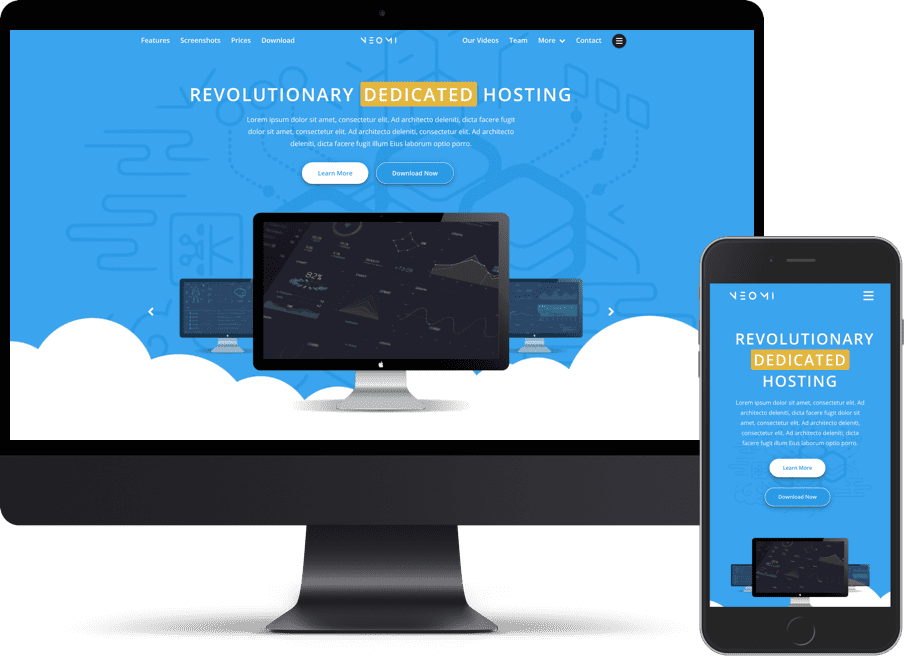 Features Screenshots Prices Download NEOMI Our Videos Team More Contact
REVOLUTIONARY DEDICATED HOSTING
Lorem ipsum dolor sit amet, consectetur elit. Ad architecto deleniti, dicta facere fugit
dolor sit amet, consectetur elit. Ad architecto deleniti, consectetur elit. Ad architecto
deleniti, dicta facere fugit illum Eius laborum optio porro.
Learn More Download Now
82%
NEOMI
REVOLUTIONARY
DEDICATED
HOSTING
Lorem ipsum dolor sit amet, consectetur elit. Ad
architecto deleniti, dicta facere fugit dolor sit
amet, consectetur elit. Ad architecto deleniti,
consectetur elit. Ad architecto deleniti, dicta
facere fugit illum Eius laborum optio porro.
Learn More
Download Now